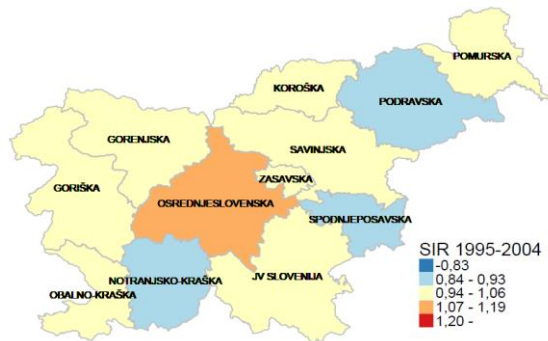 POMURSKA
KOROŠKA
PODRAVSKA
GORENJSKA
SAVINJSKA
ZASAVSKA
GORIŠKA
OSREDNJESLOVENSKA
SPODNJEPOSAVSKA
NOTRANJSKO-KRAŠKA
JV SLOVENIJA
OBALNO-KRAŠKA
SIR 1995-2004
-0,83
0,84 - 0,93
0,94 - 1,06
1,07 - 1,19
1,20 -